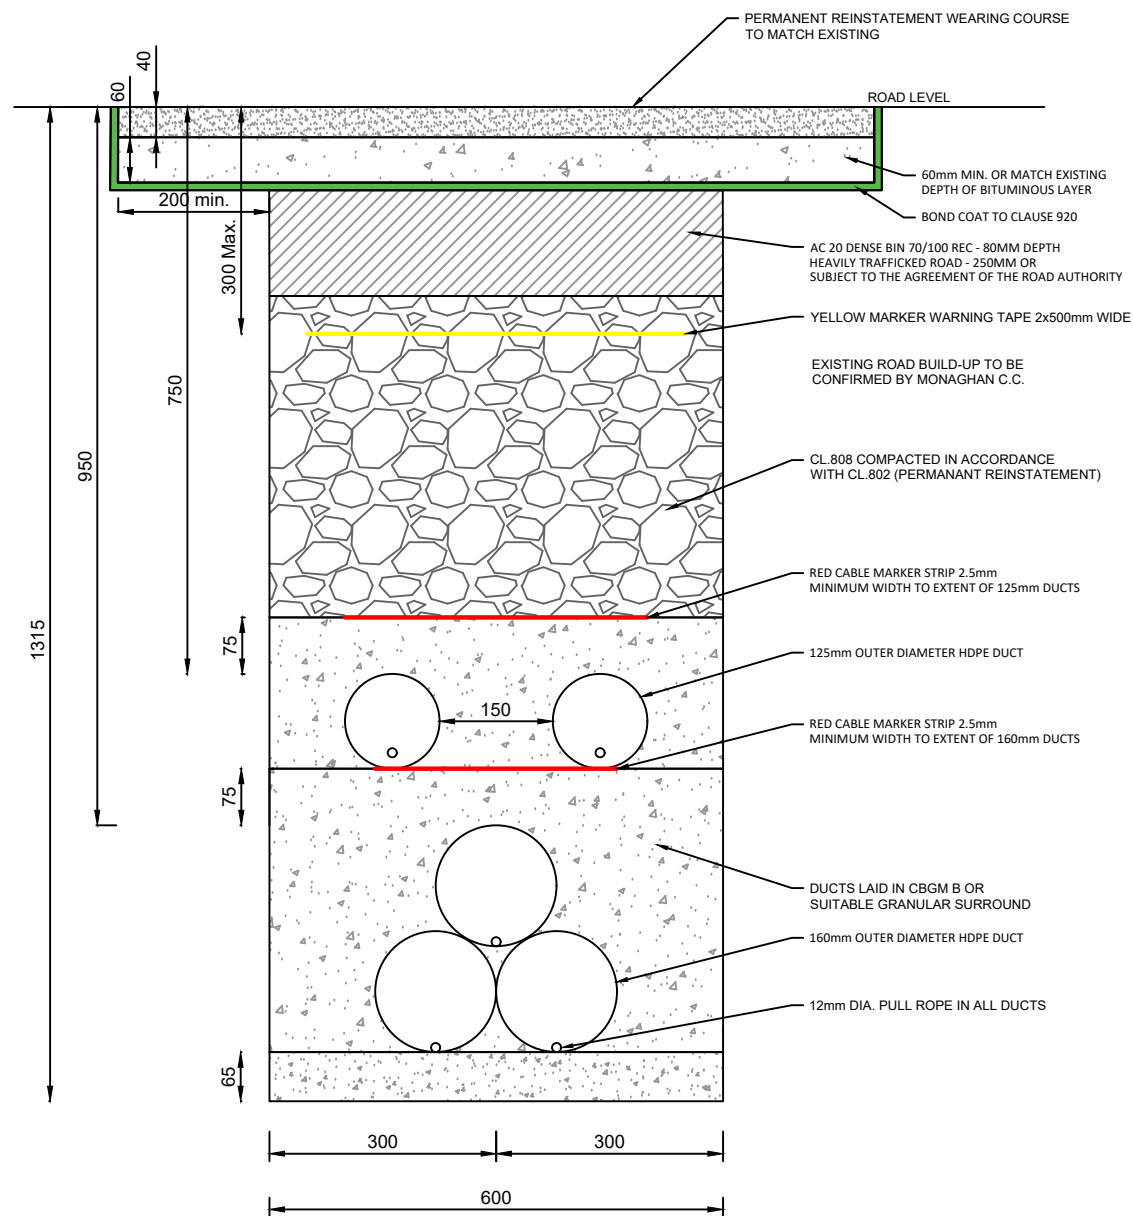 PERMANENT REINSTATEMENT WEARING COURSE
TO MATCH EXISTING
40
60
ROAD LEVEL
60mm MIN. OR MATCH EXISTING
DEPTH OF BITUMINOUS LAYER
200 min.
BOND COAT TO CLAUSE 920
300 Max.
AC 20 DENSE BIN 70/100 REC - 80MM DEPTH
HEAVILY TRAFFICKED ROAD - 250MM OR
SUBJECT TO THE AGREEMENT OF THE ROAD AUTHORITY
YELLOW MARKER WARNING TAPE 2x500mm WIDE
EXISTING ROAD BUILD-UP TO BE
CONFIRMED BY MONAGHAN C.C.
750
950
CL.808 COMPACTED IN ACCORDANCE
WITH CL.802 (PERMANANT REINSTATEMENT)
RED CABLE MARKER STRIP 2.5mm
MINIMUM WIDTH TO EXTENT OF 125mm DUCTS
1315
75
125mm OUTER DIAMETER HDPE DUCT
150
RED CABLE MARKER STRIP 2.5mm
MINIMUM WIDTH TO EXTENT OF 160mm DUCTS
75
DUCTS LAID IN CBGM B OR
SUITABLE GRANULAR SURROUND
160mm OUTER DIAMETER HDPE DUCT
12mm DIA. PULL ROPE IN ALL DUCTS
65
300
300
600